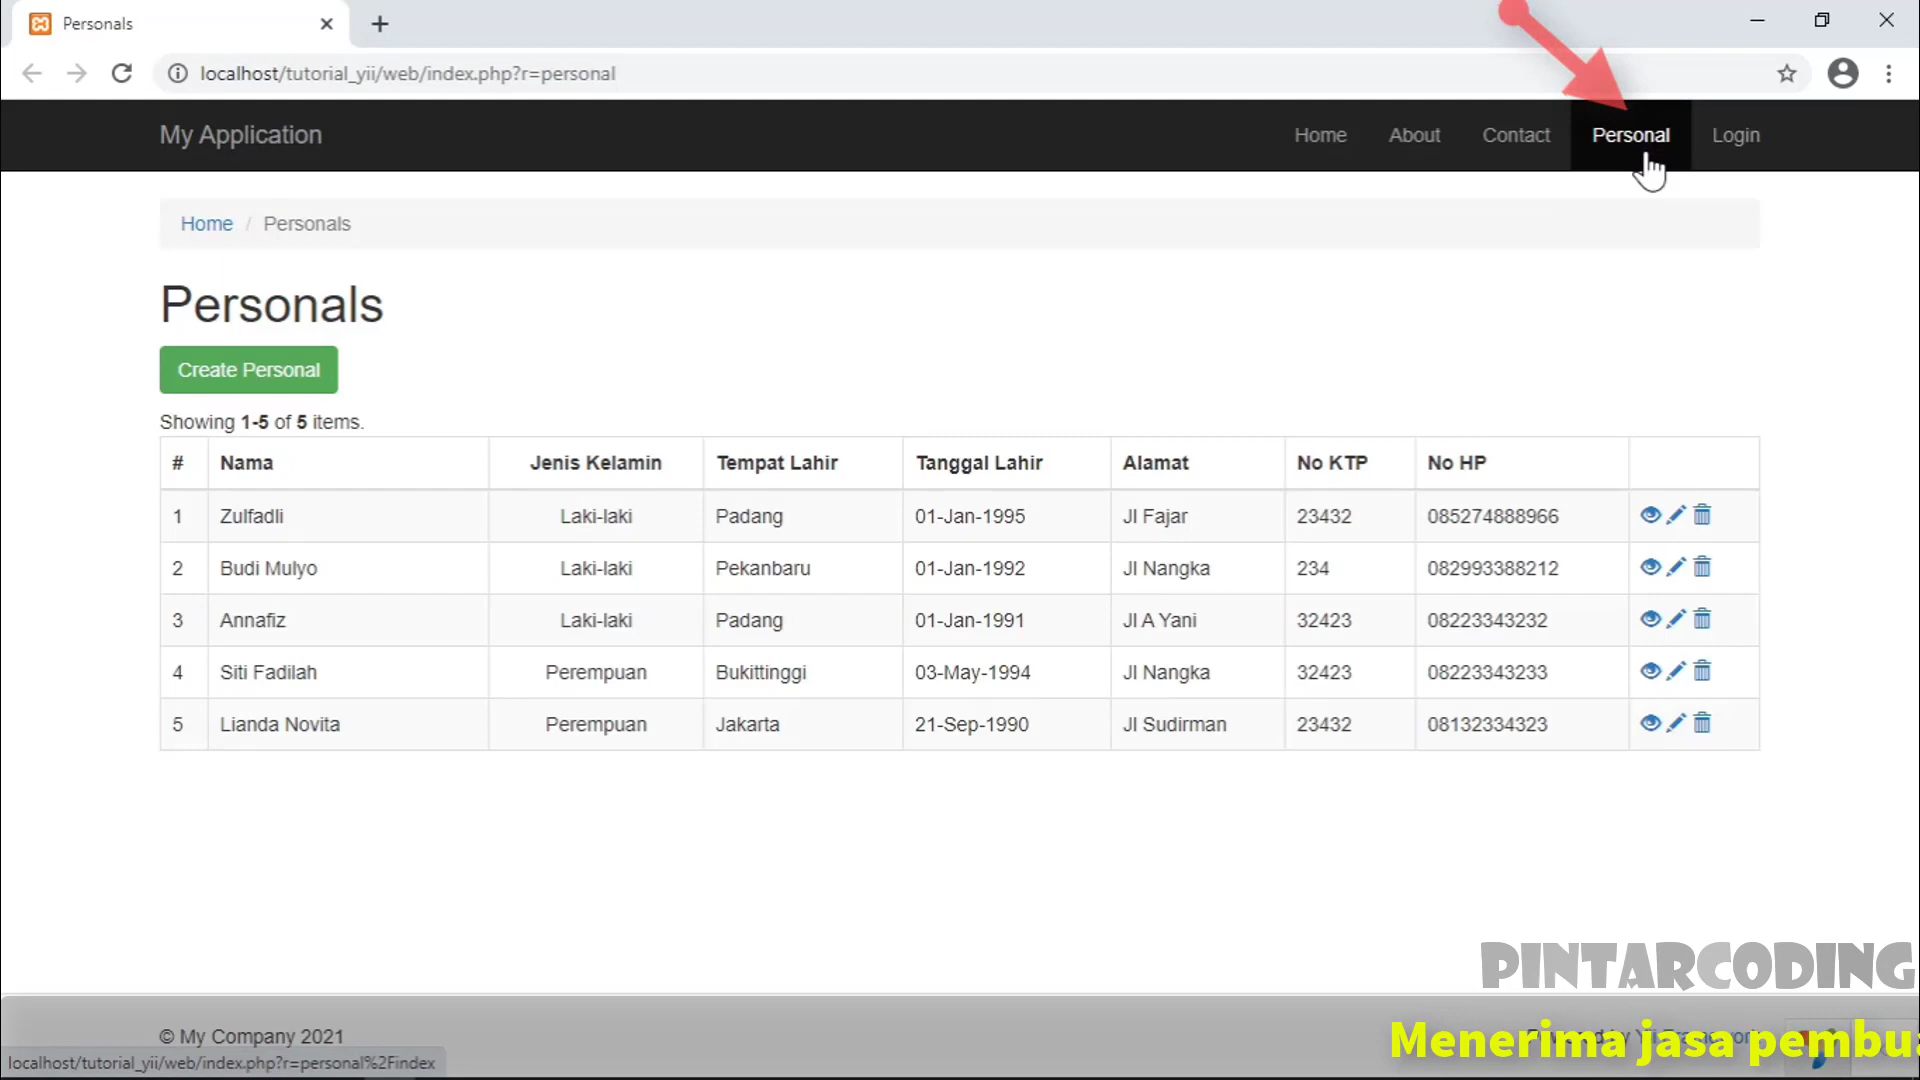 Personals
localhost/tutorial_yii/web/index.php?r=personal
My Application Home About Contact Personal Login
Home / Personals
Personals
Create Personal
Showing 1-5 of 5 items.
# Nama Jenis Kelamin Tempat Lahir Tanggal Lahir Alamat No KTP No HP
1 Zulfadli Laki-laki Padang 01-Jan-1995 Jl Fajar 23432 085274888966
2 Budi Mulyo Laki-laki Pekanbaru 01-Jan-1992 Jl Nangka 234 082993388212
3 Annafiz Laki-laki Padang 01-Jan-1991 Jl A Yani 32423 08223343232
4 Siti Fadilah Perempuan Bukittinggi 03-May-1994 Jl Nangka 32423 08223343233
5 Lianda Novita Perempuan Jakarta 21-Sep-1990 Jl Sudirman 23432 08132334323
PINTARCODING
© My Company 2021
Menerima jasa pembu
localhost/tutorial_yii/web/index.php?r=personal%2Findex